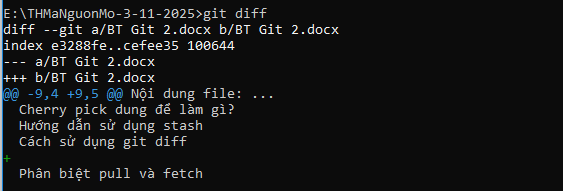 E:\THMaNguonMo-3-11-2025>git diff
diff --git a/BT Git 2.docx b/BT Git 2.docx
index e3288fe..cefee35 100644
--- a/BT Git 2.docx
+++ b/BT Git 2.docx
@@ -9,4 +9,5 @@ Nội dung file: ...
Cherry pick dung để làm gì?
Hướng dẫn sử dụng stash
Cách sử dụng git diff
+
Phân biệt pull và fetch